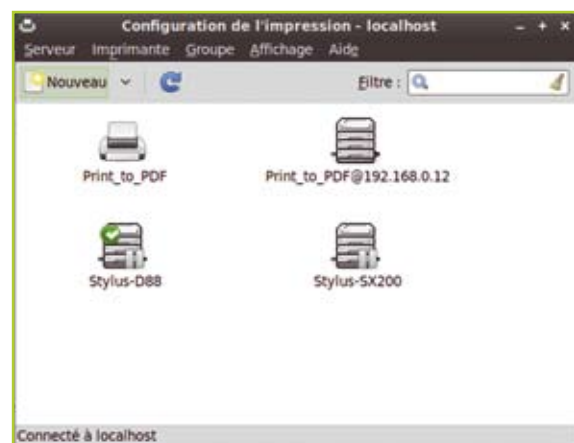 Configuration de l'impression - localhost
Serveur Imprimante Groupe Affichage Aide
Nouveau Filtre :
Print_to_PDF Print_to_PDF@192.168.0.12
Stylus-D88 Stylus-SX200
Connecté à localhost